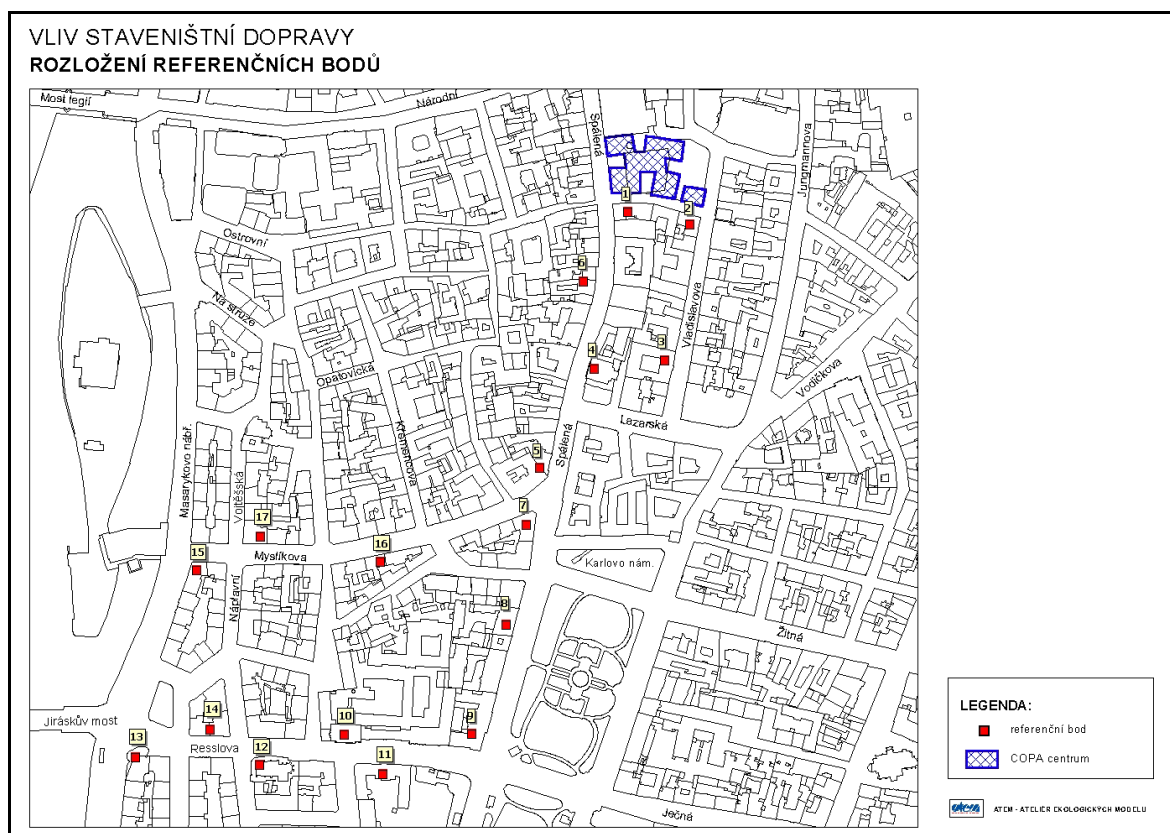 VLIV STAVENIŠTNÍ DOPRAVY
ROZLOŽENÍ REFERENČNÍCH BODŮ
Most legií
Národní
Spálená
Jungmannova
1
2
Ostrovní
6
Na struze
Vladislavova
3
4
Opatovická
Vodičkova
Lazarská
Křemencova
Spálená
5
Masarykovo nábř.
Vojtěšská
7
17
16
15
Myslíkova
Karlovo nám.
Náplavní
8
Žitná
14
10
9
Jiráskův most
13
12
Resslova
11
Ječná
LEGENDA:
referenční bod
COPA centrum
atem
ATEM - ATELIÉR EKOLOGICKÝCH MODELŮ